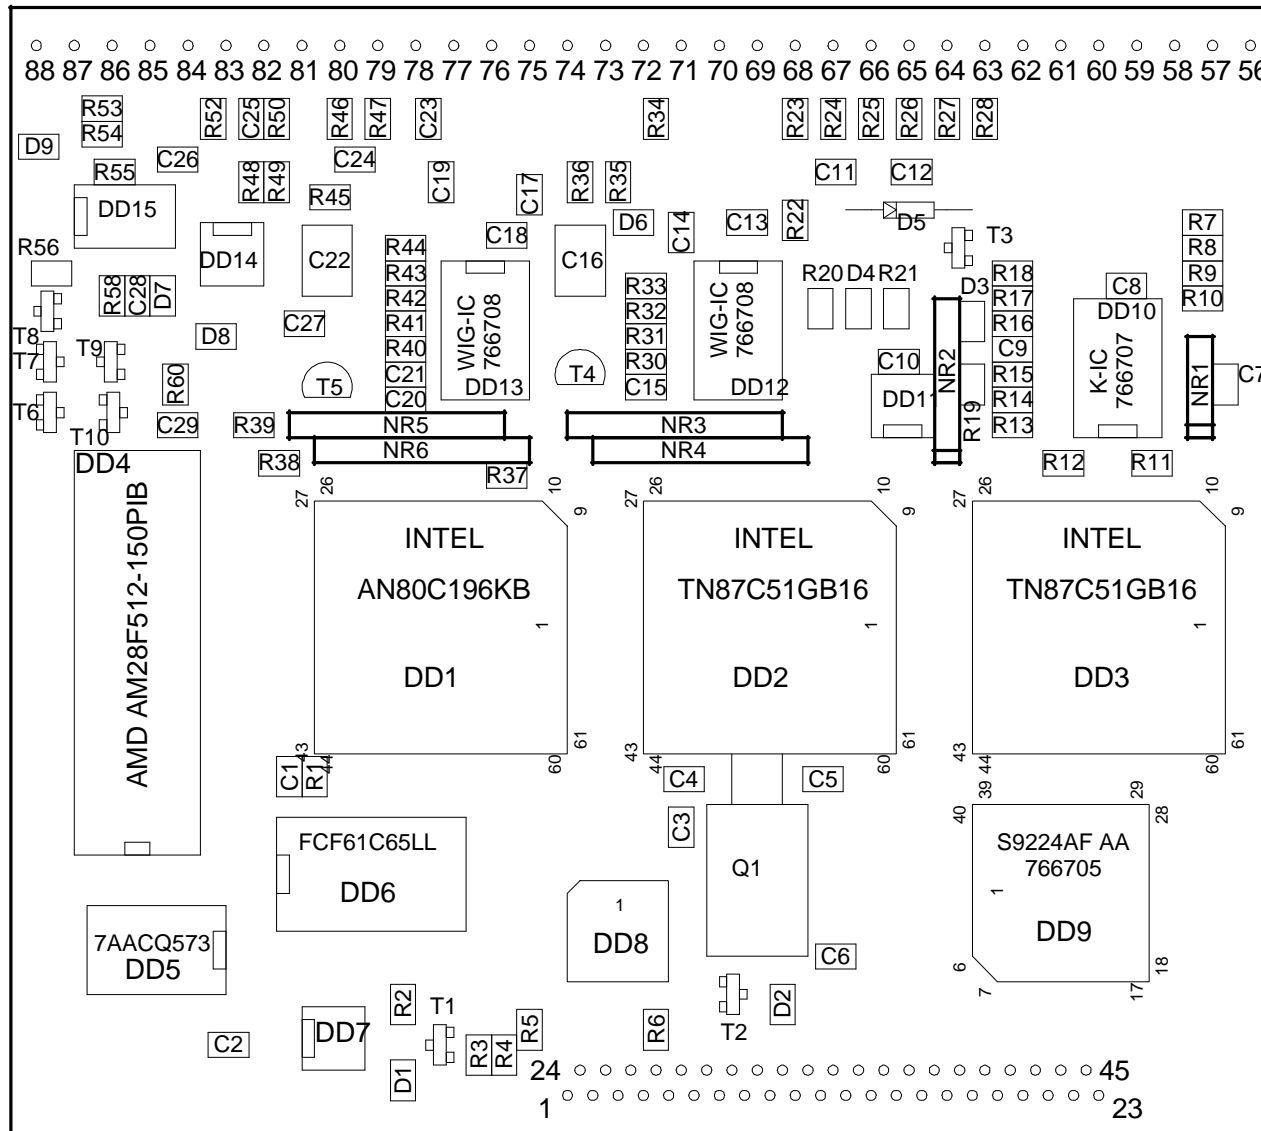 88 87 86 85 84 83 82 81 80 79 78 77 76 75 74 73 72 71 70 69 68 67 66 65 64 63 62 61 60 59 58 57 56
R53
R54
R52
C25
R50
R46
R47
C23
R34
R23
R24
R25
R26
R27
R28
D9
C26
C24
R55
R48
R49
C19
C17
R36
R35
C11
C12
DD15
R45
D6
C14
C13
R22
D5
T3
R7
R8
R9
R10
R56
DD14
C22
C18
C16
R44
R43
R42
R41
R40
C21
C20
WIG-IC
766708
DD13
R33
R32
R31
R30
C15
WIG-IC
766708
DD12
R20
D4
R21
D3
R18
R17
R16
C9
R15
R14
R13
C8
DD10
K-IC
766707
R58
C28
D7
T8
T7
T9
D8
C27
T5
T4
C10
DD11
NR2
R19
NR1
C7
T6
R60
C29
T10
R39
NR5
NR6
NR3
NR4
R38
R37
R12
R11
DD4
AMD AM28F512-150PIB
27
26
10
9
INTEL
AN80C196KB
1
DD1
43
44
60
61
27
26
10
9
INTEL
TN87C51GB16
1
DD2
43
44
60
61
27
26
10
9
INTEL
TN87C51GB16
1
DD3
43
44
60
61
C1
R1
C4
C5
C3
FCF61C65LL
DD6
Q1
40
39
29
28
S9224AF AA
766705
1
DD9
6
7
17
18
7AACQ573
DD5
1
DD8
C6
C2
DD7
R2
T1
D1
R3
R4
R5
R6
T2
D2
24
45
1
23